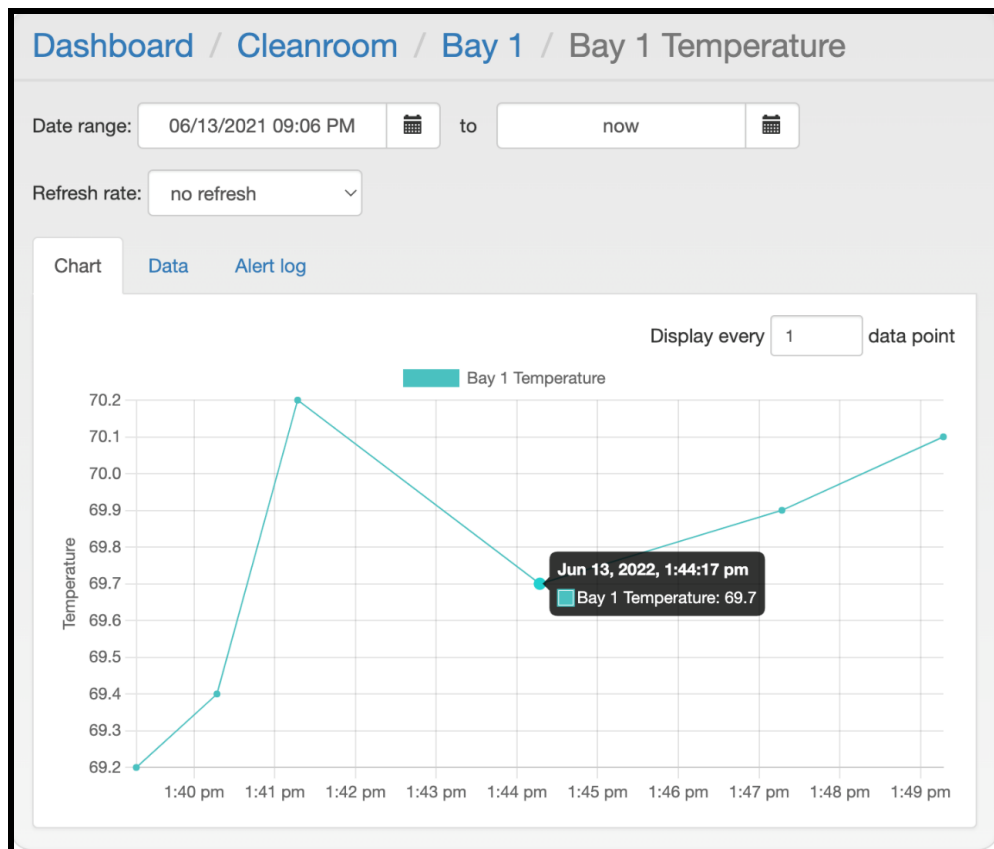 Dashboard / Cleanroom / Bay 1 / Bay 1 Temperature
Date range: 06/13/2021 09:06 PM to now
Refresh rate: no refresh
Chart Data Alert log
Display every 1 data point
Bay 1 Temperature
70.2
70.1
70.0
69.9
69.8
69.7
69.6
69.5
69.4
69.3
69.2
Temperature
Jun 13, 2022, 1:44:17 pm
Bay 1 Temperature: 69.7
1:40 pm 1:41 pm 1:42 pm 1:43 pm 1:44 pm 1:45 pm 1:46 pm 1:47 pm 1:48 pm 1:49 pm